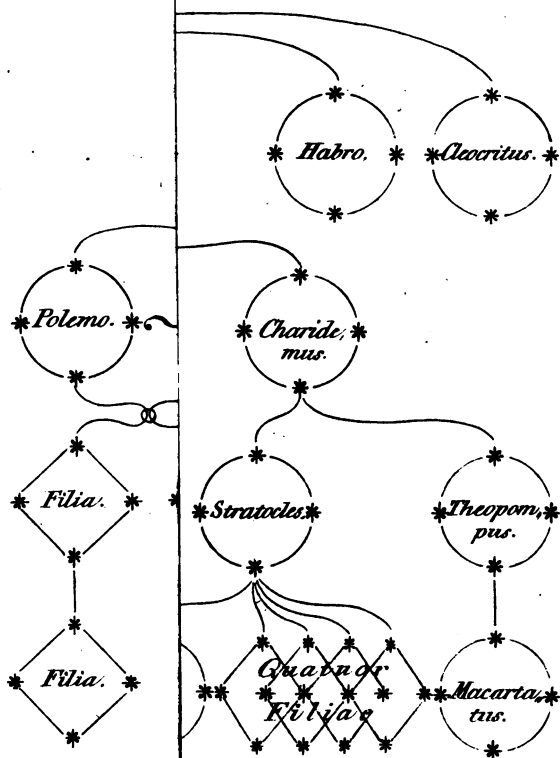 Habro,
Cleocritus.
Polemo.
Charide,
mus.
Filia.
Stratocles.
Theopom,
pus.
Filia.
Quatuor
Filiae
Macarta,
tus.